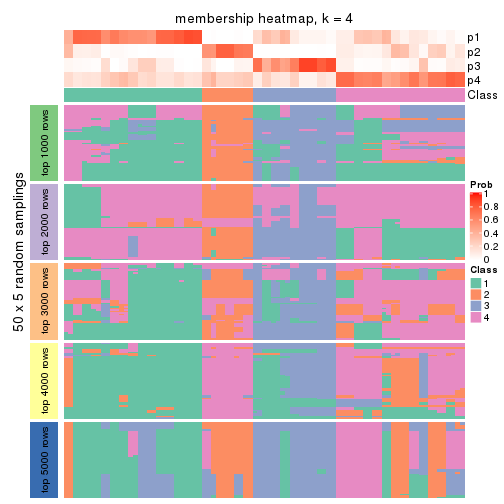 membership heatmap, k = 4
p1
p2
p3
p4
Class
50 x 5 random samplings
top 1000 rows
top 2000 rows
top 3000 rows
top 4000 rows
top 5000 rows
Prob
1
0.8
0.6
0.4
0.2
0
Class
1
2
3
4